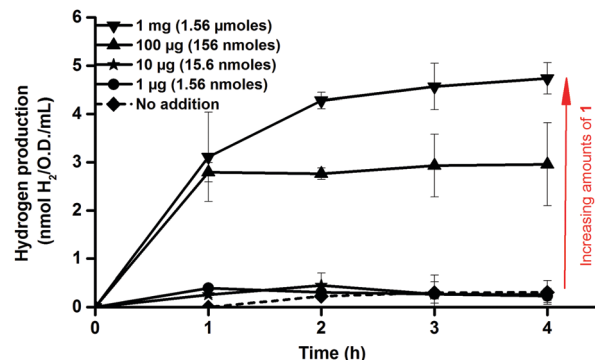 Hydrogen production
(nmol H₂/O.D./mL)
6
5
4
3
2
1
0
1 mg (1.56 µmoles)
100 µg (156 nmoles)
10 µg (15.6 nmoles)
1 µg (1.56 nmoles)
No addition
Increasing amounts of 1
0
1
2
3
4
Time (h)